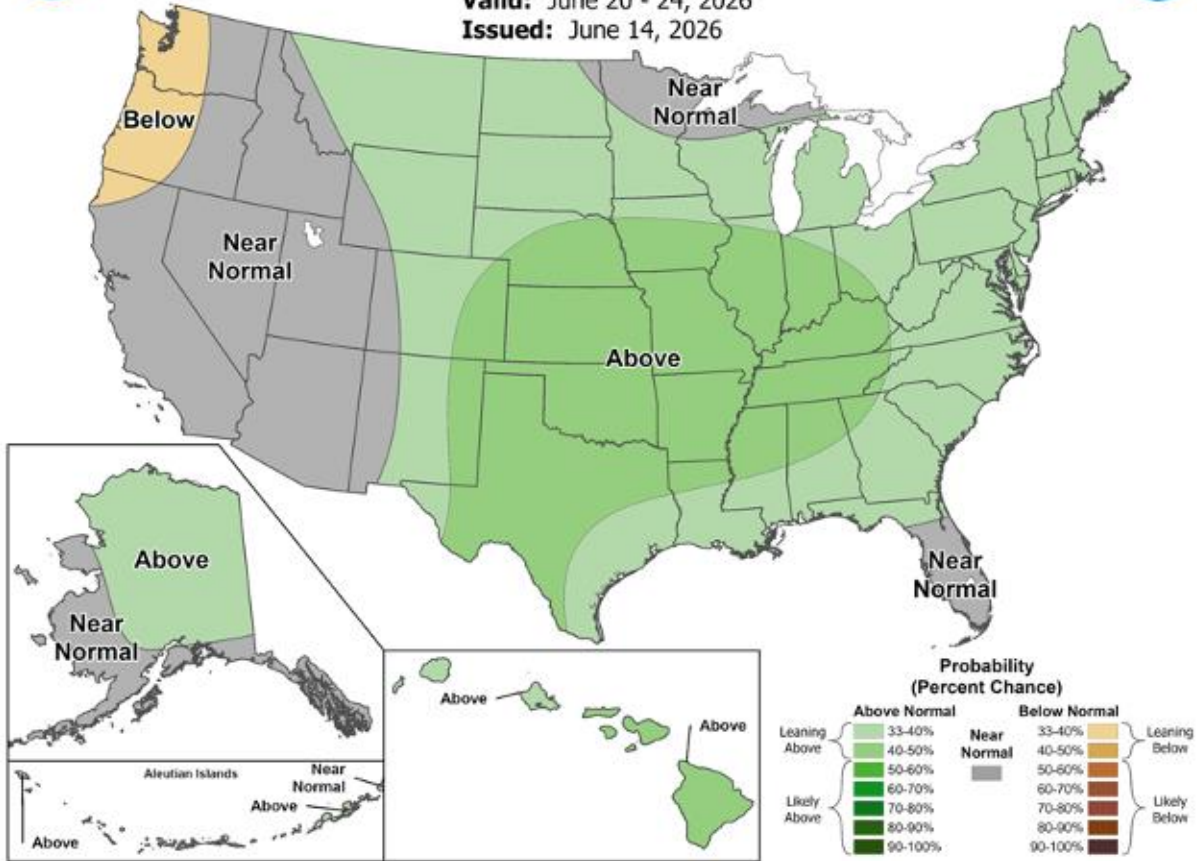 Valid: June 20 - 24, 2026
Issued: June 14, 2026
Below
Near
Normal
Near
Normal
Above
Near
Normal
Above
Near
Normal
Above
Above
Aleutian Islands
Near
Normal
Above
Above
Probability
(Percent Chance)
Above Normal
Below Normal
Leaning
Above
33-40%
40-50%
Likely
Above
50-60%
60-70%
70-80%
80-90%
90-100%
Near
Normal
33-40%
40-50%
Leaning
Below
50-60%
60-70%
70-80%
80-90%
90-100%
Likely
Below